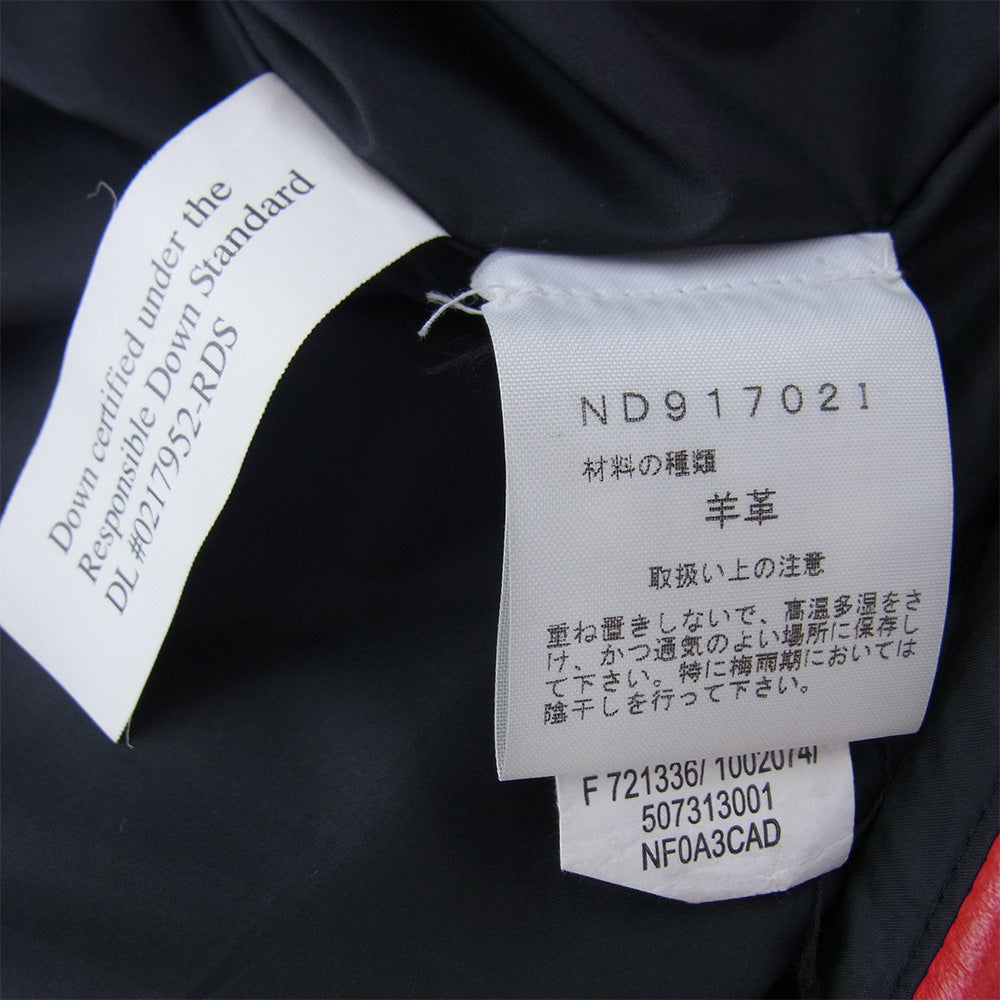 Down certified under the
Responsible Down Standard
DL #0217952-RDS
ND917021
材料の種類
羊革
取扱い上の注意
重ね置きしないで、高温多湿をさ
け、かつ通気のよい場所に保存し
て下さい。特に梅雨期においては
陰干しを行って下さい。
F 721336/ 1002074/
507313001
NF0A3CAD